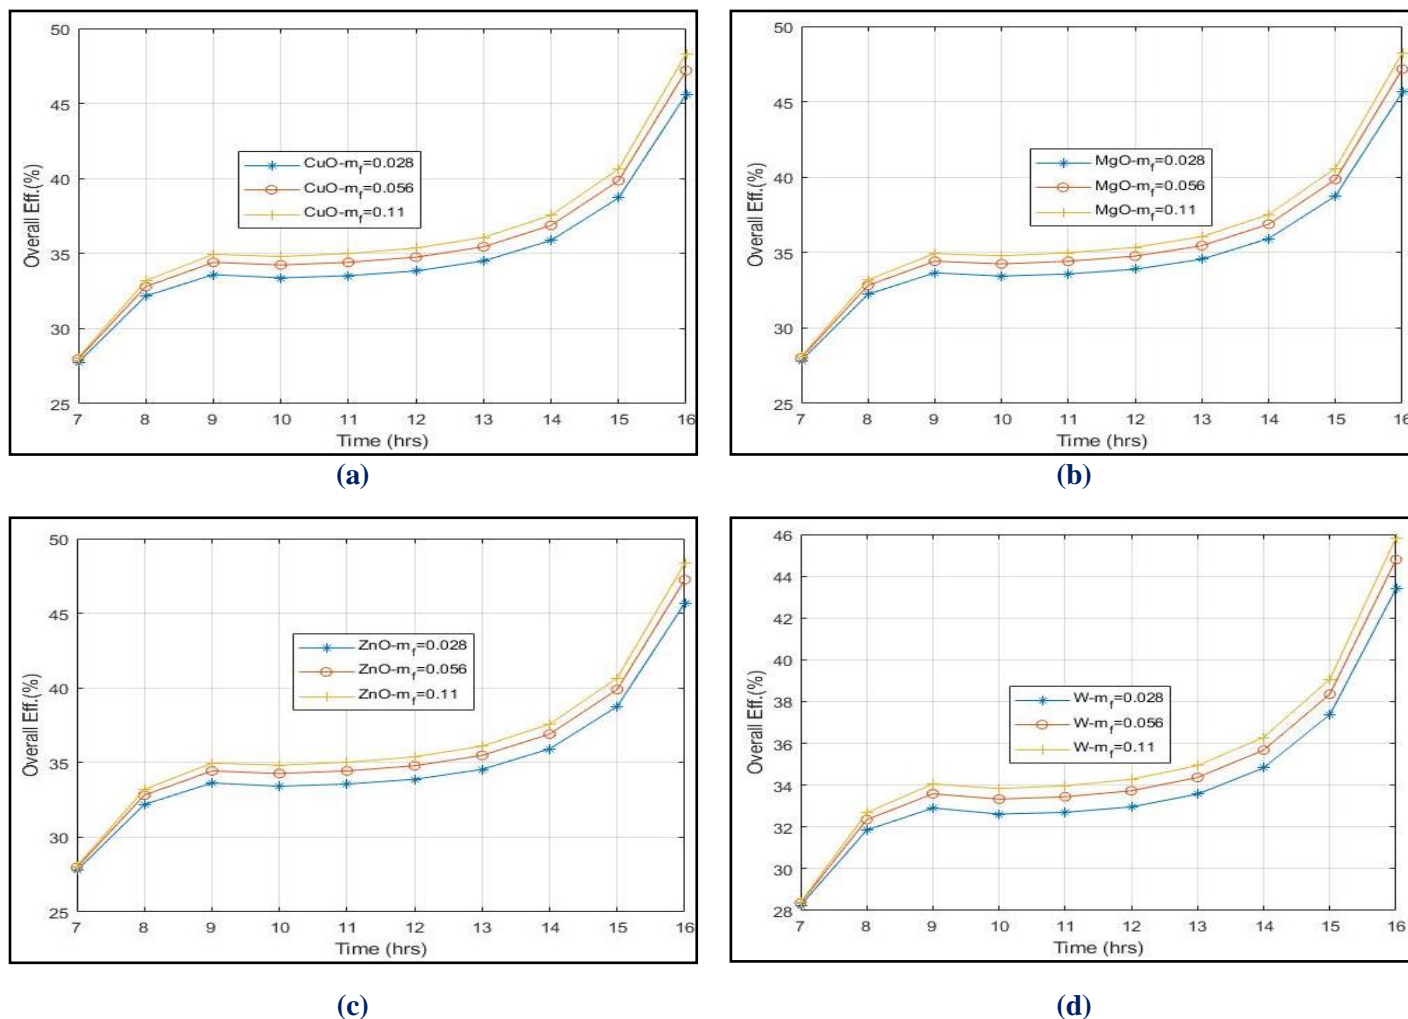 50
45
40
35
30
25
Overall Eff.(%)
CuO-mf=0.028
CuO-mf=0.056
CuO-mf=0.11
7 8 9 10 11 12 13 14 15 16
Time (hrs)
(a)
50
45
40
35
30
25
Overall Eff.(%)
MgO-mf=0.028
MgO-mf=0.056
MgO-mf=0.11
7 8 9 10 11 12 13 14 15 16
Time (hrs)
(b)
50
45
40
35
30
25
Overall Eff.(%)
ZnO-mf=0.028
ZnO-mf=0.056
ZnO-mf=0.11
7 8 9 10 11 12 13 14 15 16
Time (hrs)
(c)
46
44
42
40
38
36
34
32
30
28
Overall Eff.(%)
W-mf=0.028
W-mf=0.056
W-mf=0.11
7 8 9 10 11 12 13 14 15 16
Time (hrs)
(d)